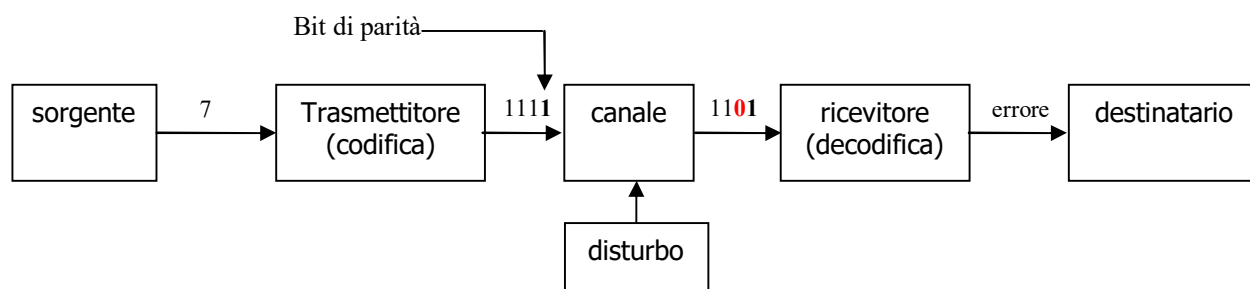 Bit di parità
sorgente
7
Trasmettitore
(codifica)
1111
canale
1101
ricevitore
(decodifica)
errore
destinatario
disturbo